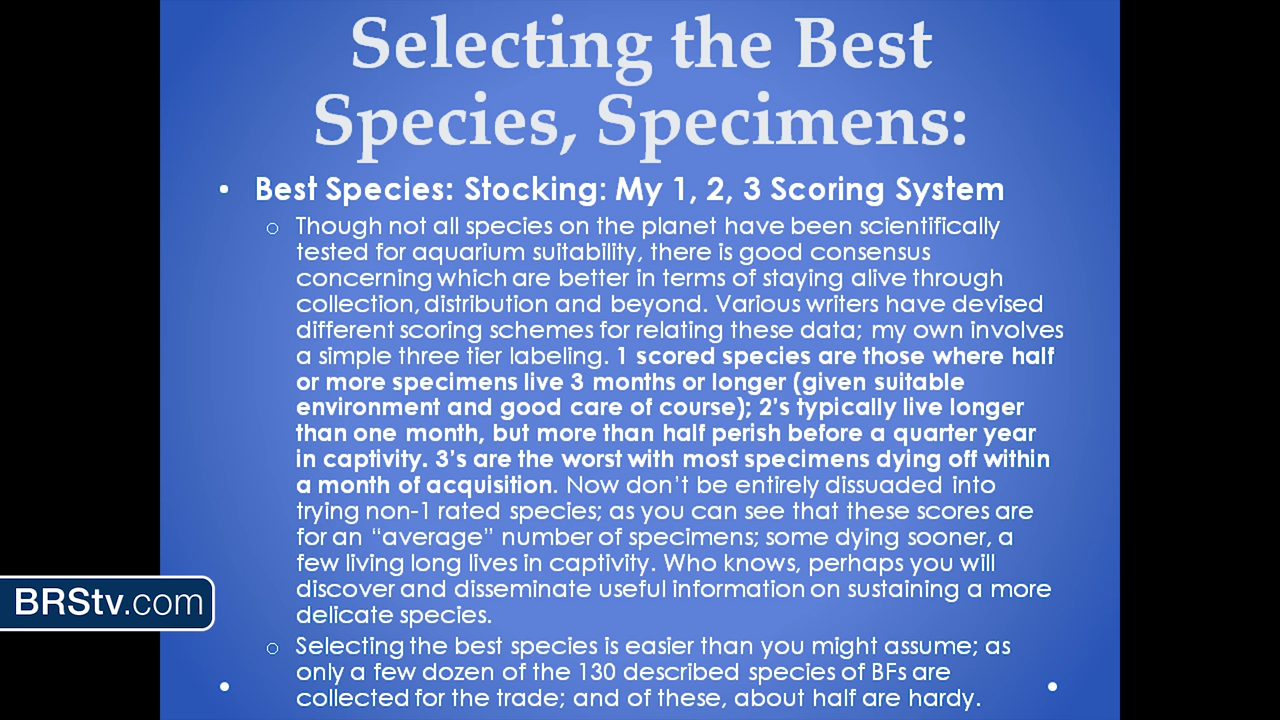 Selecting the Best
Species, Specimens:
• Best Species: Stocking: My 1, 2, 3 Scoring System
o Though not all species on the planet have been scientifically
tested for aquarium suitability, there is good consensus
concerning which are better in terms of staying alive through
collection, distribution and beyond. Various writers have devised
different scoring schemes for relating these data; my own involves
a simple three tier labeling. 1 scored species are those where half
or more specimens live 3 months or longer (given suitable
environment and good care of course); 2’s typically live longer
than one month, but more than half perish before a quarter year
in captivity. 3’s are the worst with most specimens dying off within
a month of acquisition. Now don’t be entirely dissuaded into
trying non-1 rated species; as you can see that these scores are
for an “average” number of specimens; some dying sooner, a
few living long lives in captivity. Who knows, perhaps you will
discover and disseminate useful information on sustaining a more
delicate species.
o Selecting the best species is easier than you might assume; as
only a few dozen of the 130 described species of BFs are
collected for the trade; and of these, about half are hardy.
BRStv.com